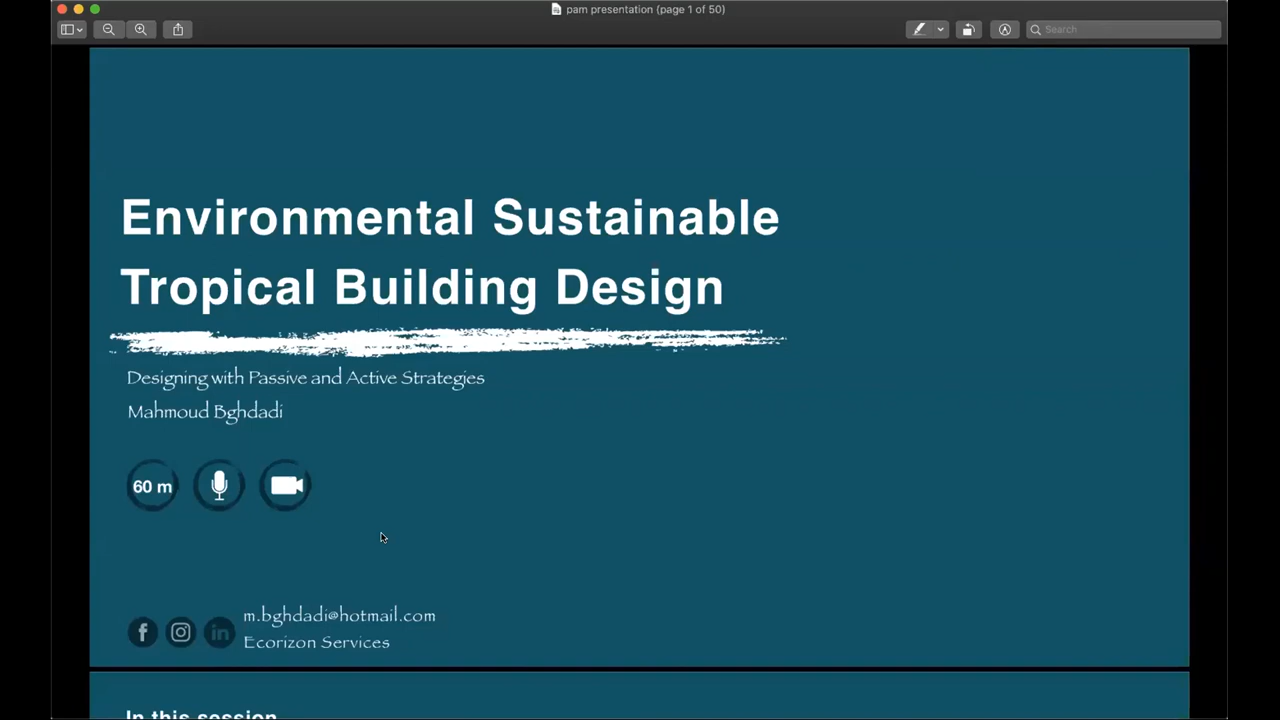 pam presentation (page 1 of 50)
Search
Environmental Sustainable
Tropical Building Design
Designing with Passive and Active Strategies
Mahmoud Bghdadi
60 m
f
in
m.bghdadi@hotmail.com
Ecorizon Services
In this session